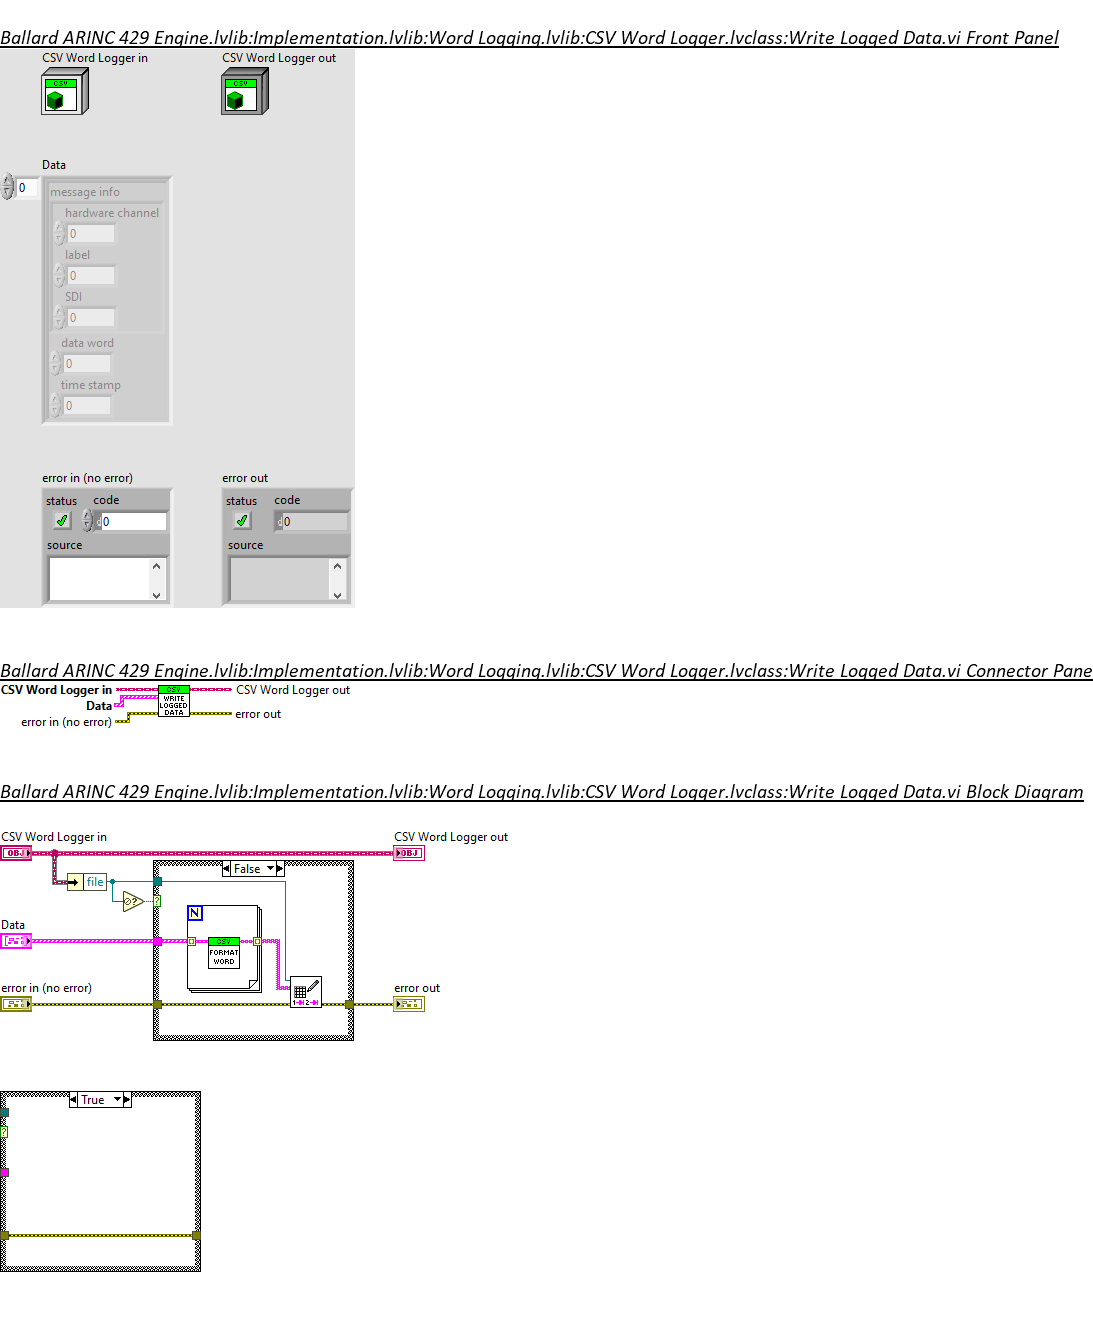 Ballard ARINC 429 Engine.lvlib:Implementation.lvlib:Word Logging.lvlib:CSV Word Logger.lvclass:Write Logged Data.vi Front Panel
CSV Word Logger in
CSV Word Logger out
CSV
CSV
Data
0
message info
hardware channel
0
label
0
SDI
0
data word
0
time stamp
0
error in (no error)
error out
status code
0
status code
0
source
source
Ballard ARINC 429 Engine.lvlib:Implementation.lvlib:Word Logging.lvlib:CSV Word Logger.lvclass:Write Logged Data.vi Connector Pane
CSV Word Logger in
CSV
CSV Word Logger out
Data
WRITE
LOGGED
DATA
error in (no error)
error out
Ballard ARINC 429 Engine.lvlib:Implementation.lvlib:Word Logging.lvlib:CSV Word Logger.lvclass:Write Logged Data.vi Block Diagram
CSV Word Logger in
CSV Word Logger out
OBJ
OBJ
False
file
?
?
N
Data
CSV
FORMAT
WORD
1 2
error in (no error)
error out
True
?